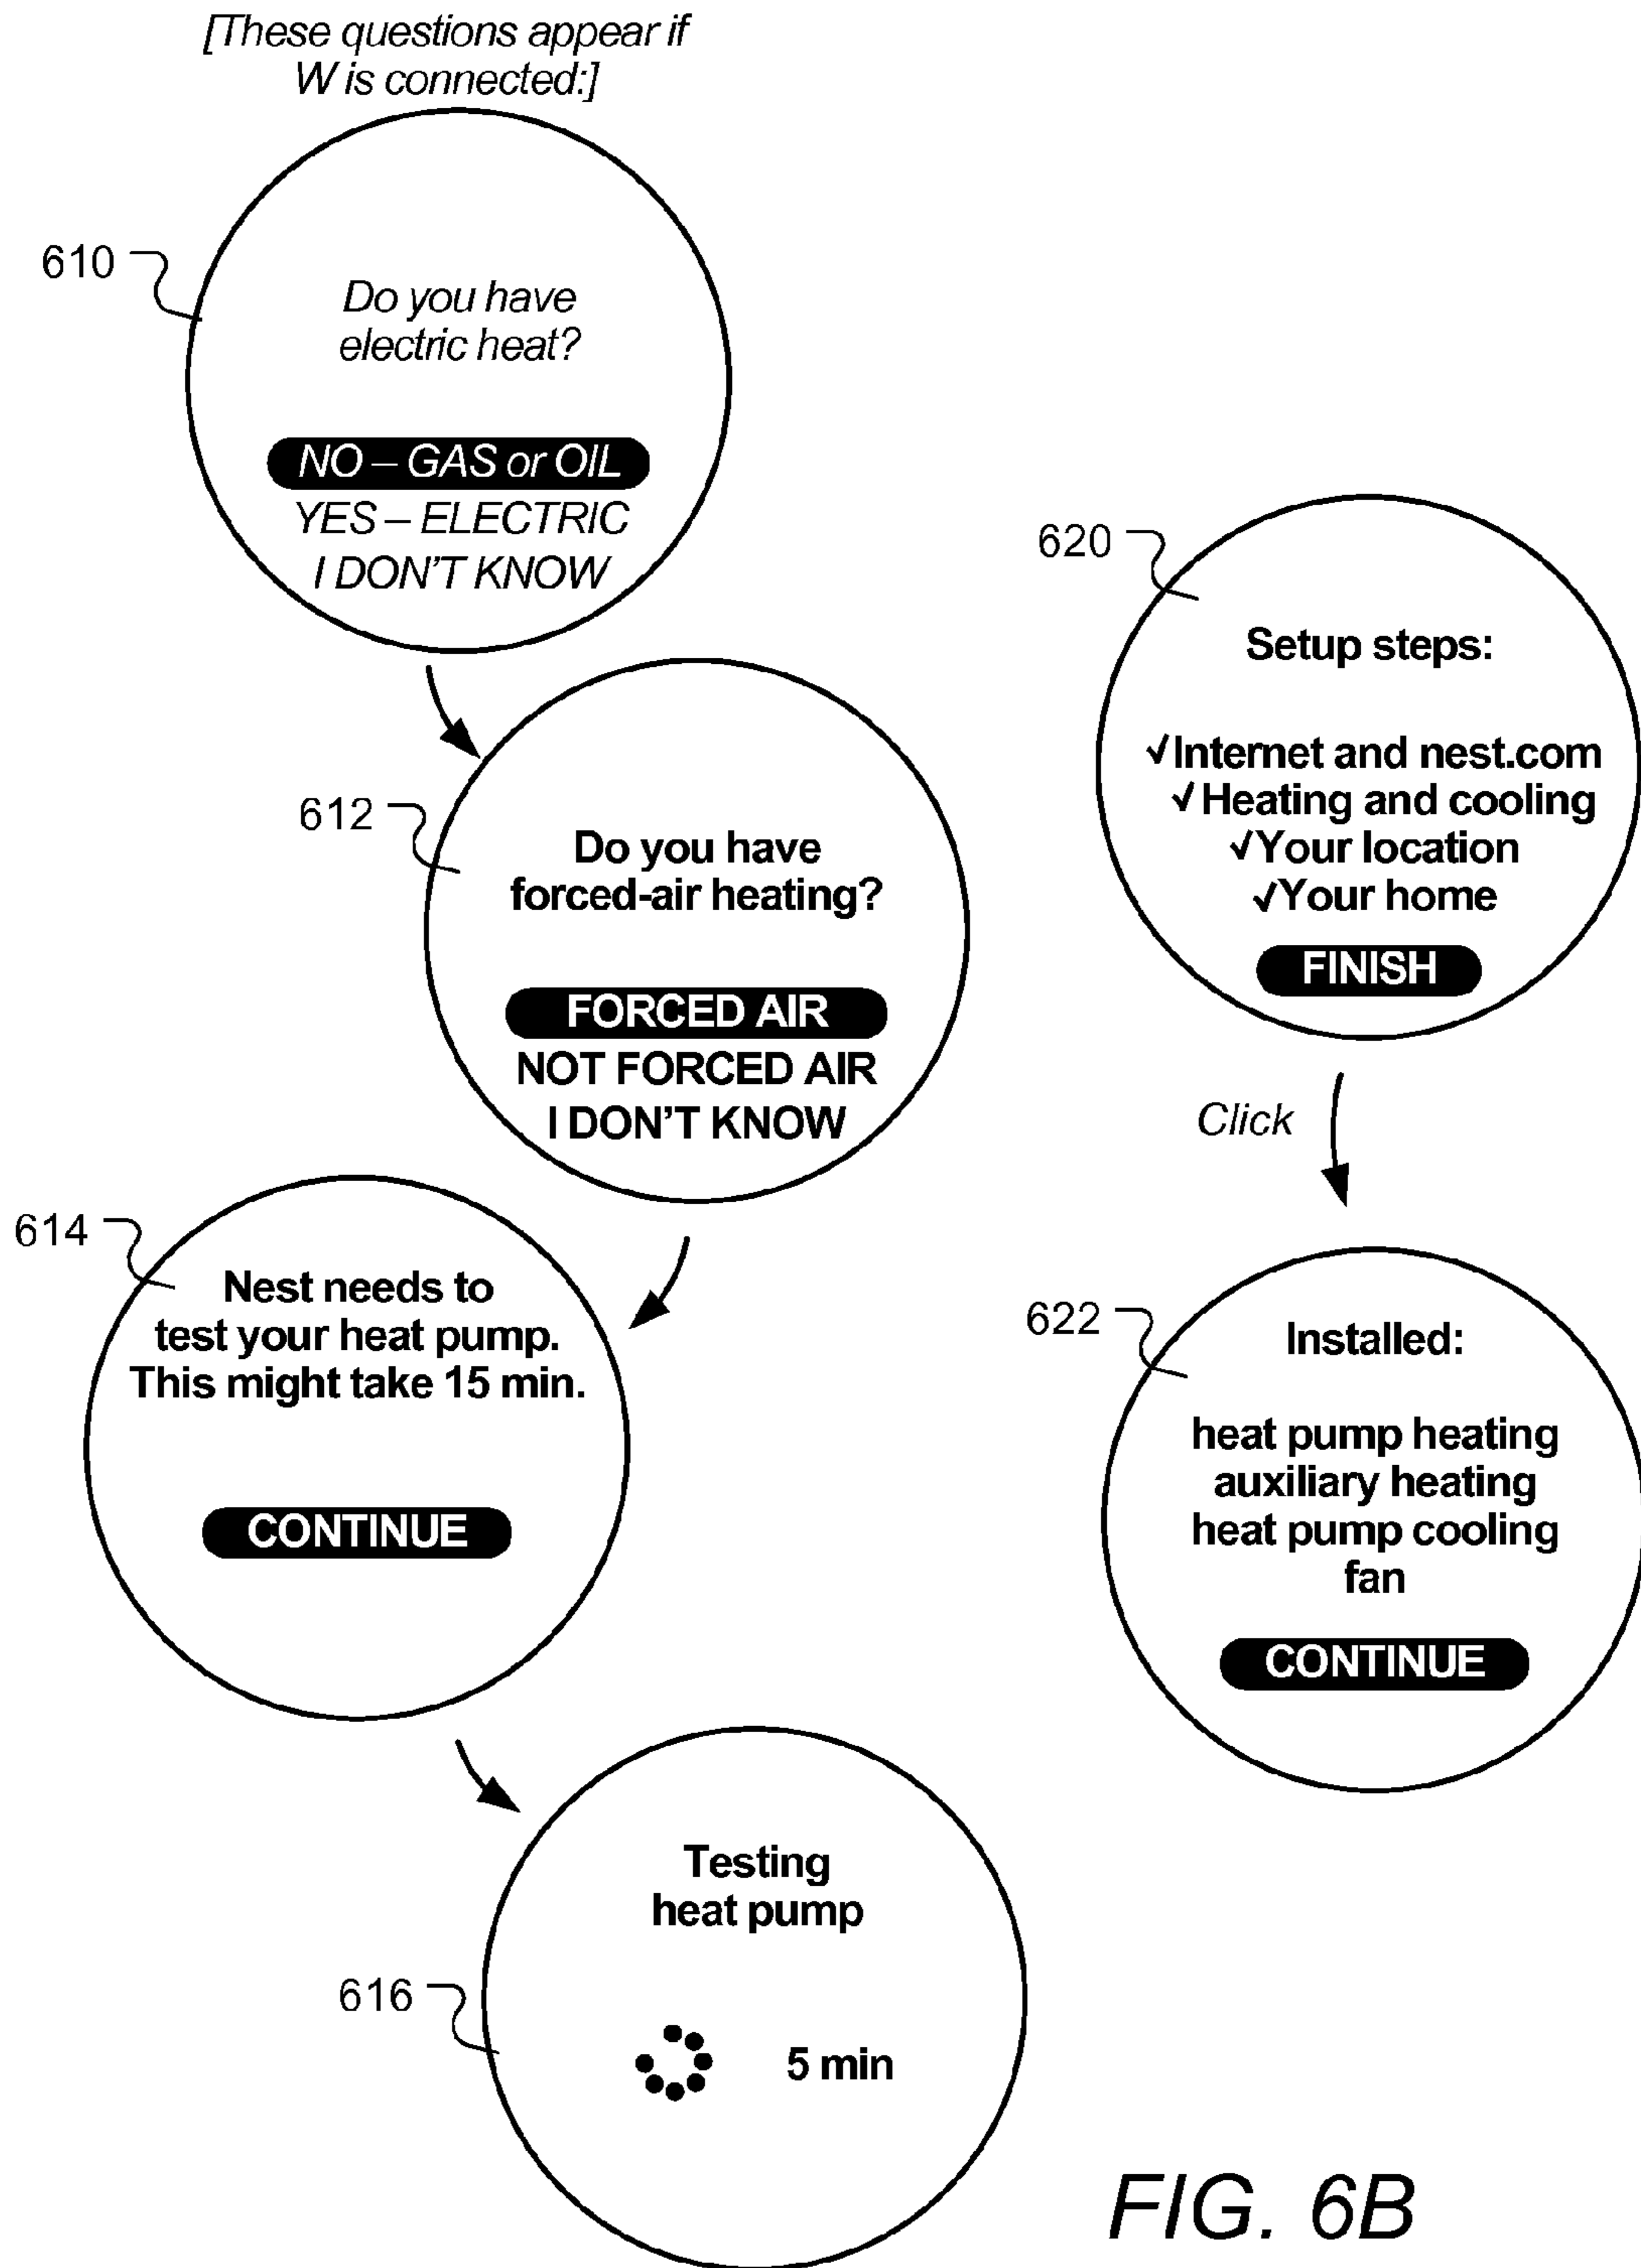 [These questions appear if
W is connected:]
610
Do you have
electric heat?
NO – GAS or OIL
YES – ELECTRIC
I DON'T KNOW
612
Do you have
forced-air heating?
FORCED AIR
NOT FORCED AIR
I DON'T KNOW
614
Nest needs to
test your heat pump.
This might take 15 min.
CONTINUE
616
Testing
heat pump
5 min
620
Setup steps:
√Internet and nest.com
√Heating and cooling
√Your location
√Your home
FINISH
Click
622
Installed:
heat pump heating
auxiliary heating
heat pump cooling
fan
CONTINUE
FIG. 6B